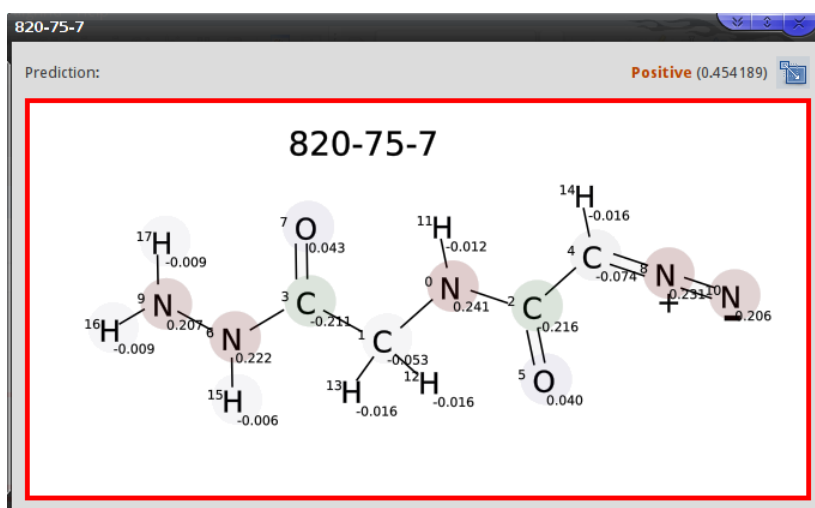 820-75-7
Prediction: Positive (0.454189)
820-75-7
14 H -0.016
7 O 0.043
11 H -0.012
17 H -0.009
4 C -0.074
8 N + 0.231
10 N - 0.206
9 N 0.207
3 C -0.211
0 N 0.241
2 C -0.216
16 H -0.009
6 N 0.222
1 C -0.053
5 O 0.040
13 H -0.016
12 H -0.016
15 H -0.006